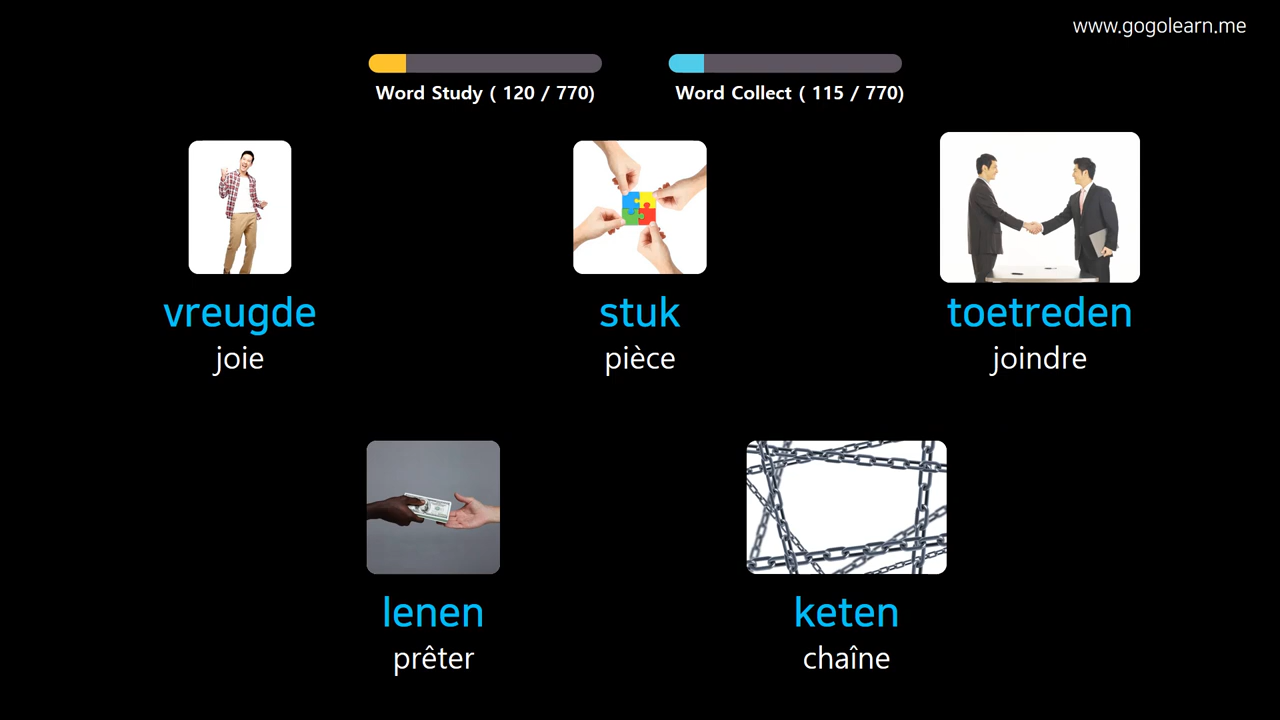 www.gogolearn.me
Word Study ( 120 / 770)
Word Collect ( 115 / 770)
vreugde
joie
stuk
pièce
toetreden
joindre
lenen
prêter
keten
chaîne